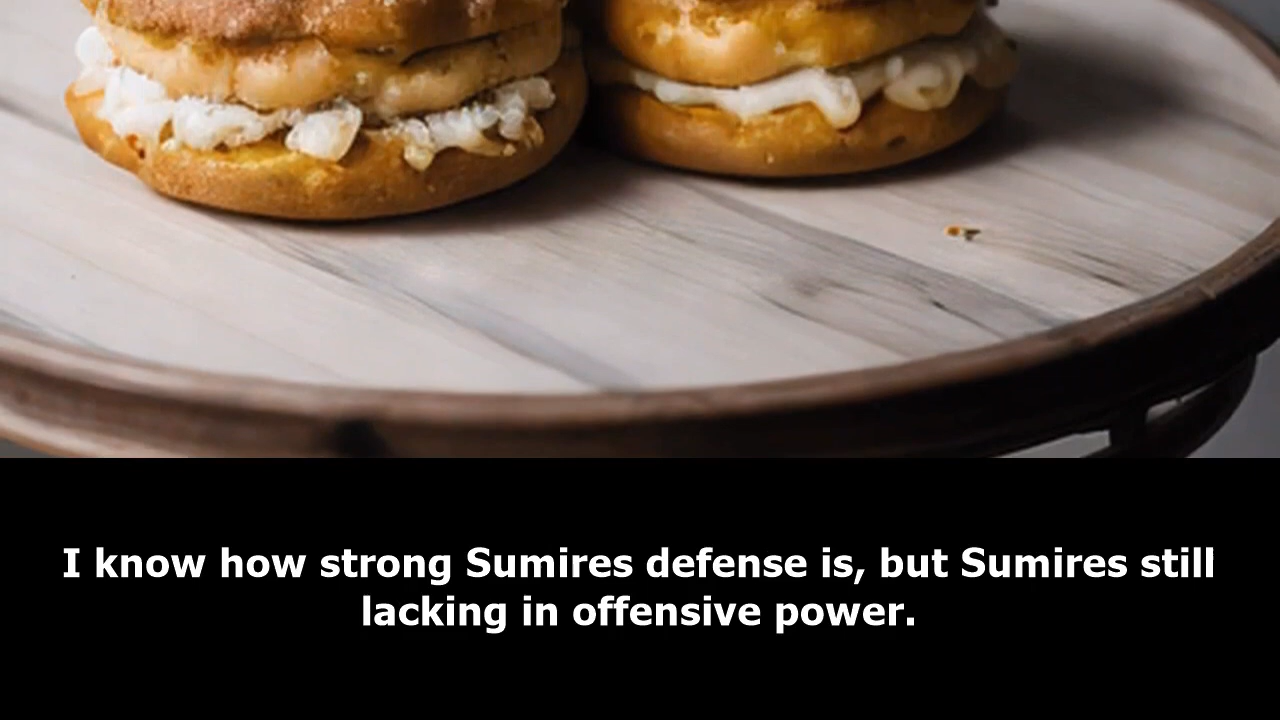 I know how strong Sumires defense is, but Sumires still
lacking in offensive power.